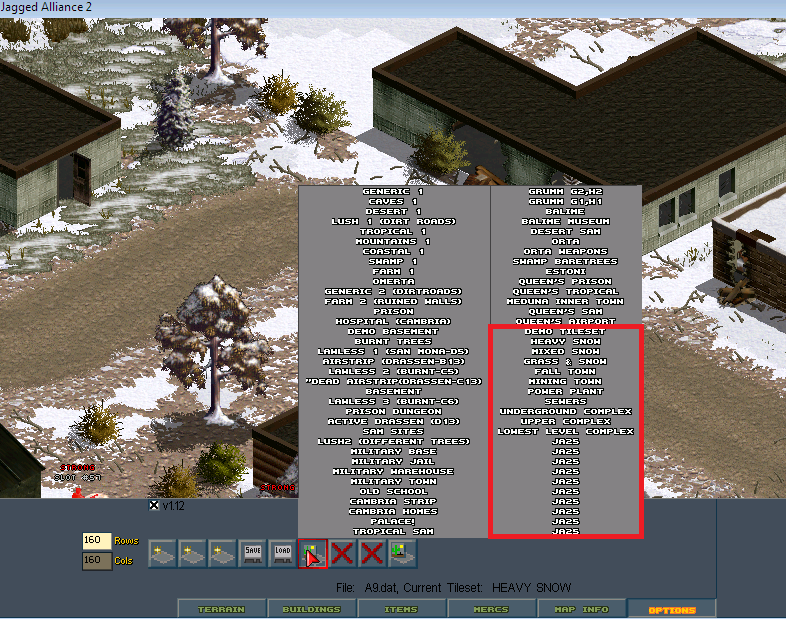 Jagged Alliance 2
GENERIC 1
CAVES 1
DESERT 1
LUSH 1 (DIRT ROADS)
TROPICAL 1
MOUNTAINS 1
COASTAL 1
SWAMP 1
FARM 1
OMERTA
GENERIC 2 (DIRTROADS)
FARM 2 (RUINED WALLS)
PRISON
HOSPITAL (CAMBRIA)
DEMO BASEMENT
BURNT TREES
LAWLESS 1 (SAN MONA-D5)
AIRSTRIP (DRASSEN-B13)
LAWLESS 2 (BURNT-C5)
"DEAD AIRSTRIP(DRASSEN-C13)
BASEMENT
LAWLESS 3 (BURNT-C6)
PRISON DUNGEON
ACTIVE DRASSEN (D13)
SAM SITES
LUSH2 (DIFFERENT TREES)
MILITARY BASE
MILITARY JAIL
MILITARY WAREHOUSE
MILITARY TOWN
OLD SCHOOL
CAMBRIA STRIP
CAMBRIA HOMES
PALACE!
TROPICAL SAM
GRUMM G2,H2
GRUMM G1,H1
BALIME
BALIME MUSEUM
DESERT SAM
ORTA
ORTA WEAPONS
SWAMP BARETREES
ESTONI
QUEEN'S PRISON
QUEEN'S TROPICAL
MEDUNA INNER TOWN
QUEEN'S SAM
QUEEN'S AIRPORT
DEMO TILESET
HEAVY SNOW
MIXED SNOW
GRASS & SNOW
FALL TOWN
MINING TOWN
POWER PLANT
SEWERS
UNDERGROUND COMPLEX
UPPER COMPLEX
LOWEST LEVEL COMPLEX
JA25
JA25
JA25
JA25
JA25
JA25
JA25
JA25
JA25
JA25
STRONG
STRONG
v1.12
160 Rows
160 Cols
SAVE
LOAD
File: A9.dat, Current Tileset: HEAVY SNOW
TERRAIN
BUILDINGS
ITEMS
MERCS
MAP INFO
OPTIONS